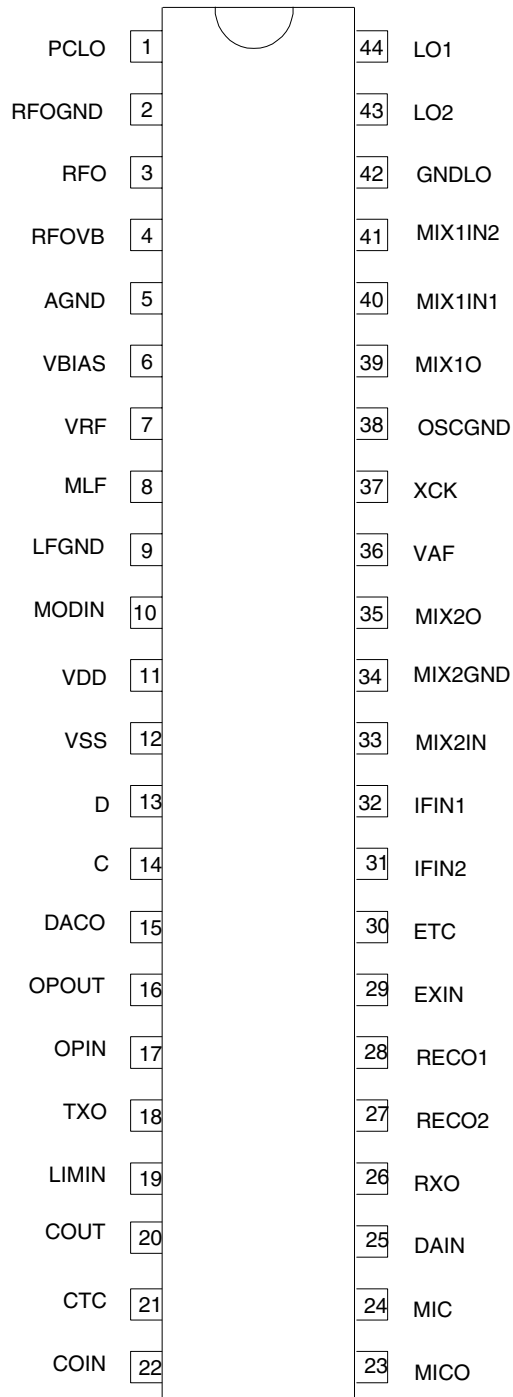 PCLO 1 44 LO1
RFOGND 2 43 LO2
RFO 3 42 GNDLO
RFOVB 4 41 MIX1IN2
AGND 5 40 MIX1IN1
VBIAS 6 39 MIX1O
VRF 7 38 OSCGND
MLF 8 37 XCK
LFGND 9 36 VAF
MODIN 10 35 MIX2O
VDD 11 34 MIX2GND
VSS 12 33 MIX2IN
D 13 32 IFIN1
C 14 31 IFIN2
DACO 15 30 ETC
OPOUT 16 29 EXIN
OPIN 17 28 RECO1
TXO 18 27 RECO2
LIMIN 19 26 RXO
COUT 20 25 DAIN
CTC 21 24 MIC
COIN 22 23 MICO